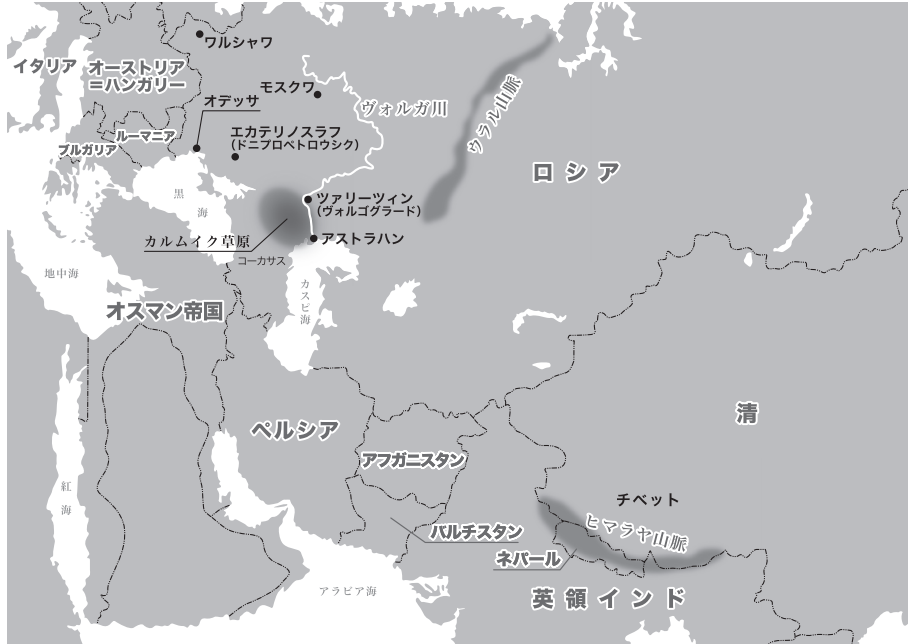 ワルシャワ
イタリア
オーストリア
=ハンガリー
モスクワ
オデッサ
ヴォルガ川
ウラル山脈
ルーマニア
エカテリノスラフ
(ドニプロペトロウシク)
ブルガリア
ロシア
黒海
ツァリーツィン
(ヴォルゴグラード)
カルムイク草原
アストラハン
コーカサス
地中海
カスピ海
オスマン帝国
清
ペルシア
アフガニスタン
紅海
チベット
バルチスタン
ヒマラヤ山脈
ネパール
アラビア海
英領インド